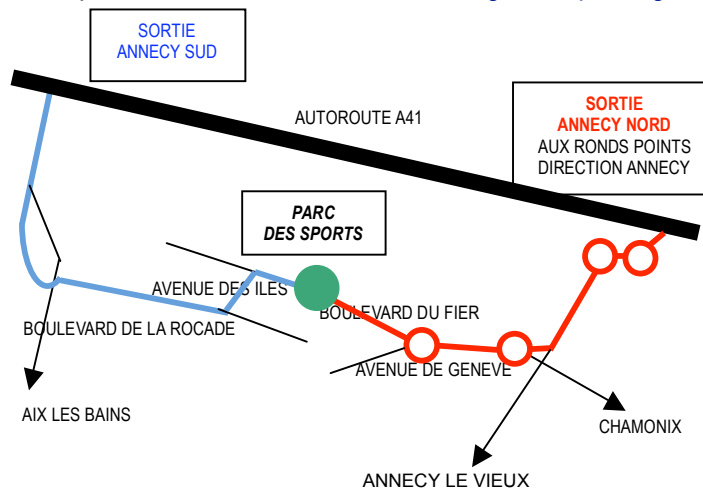 SORTIE
ANNECY SUD
AUTOROUTE A41
SORTIE
ANNECY NORD
AUX RONDS POINTS
DIRECTION ANNECY
PARC
DES SPORTS
AVENUE DES ILES
BOULEVARD DU FIER
BOULEVARD DE LA ROCADE
AVENUE DE GENEVE
AIX LES BAINS
CHAMONIX
ANNECY LE VIEUX